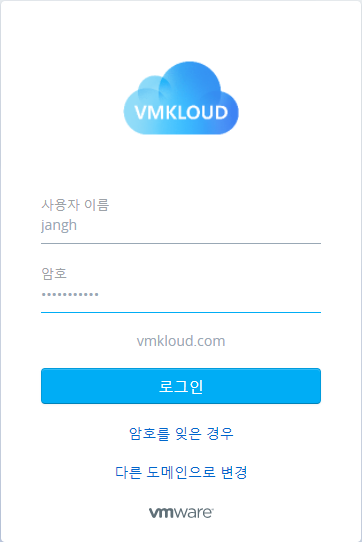 VMKLOUD
사용자 이름
jangh
암호
•••••••••••
vmkloud.com
로그인
암호를 잊은 경우
다른 도메인으로 변경
vmware